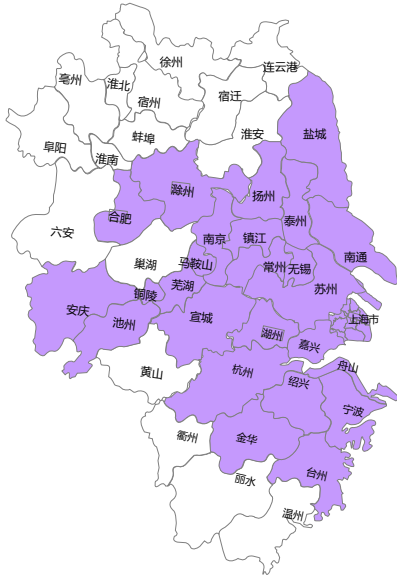 徐州
连云港
亳州
淮北
宿州
宿迁
盐城
蚌埠
淮安
阜阳
淮南
滁州
扬州
合肥
泰州
六安
南京
镇江
南通
巢湖
马鞍山
常州
无锡
芜湖
苏州
铜陵
安庆
池州
宣城
上海市
湖州
嘉兴
杭州
舟山
黄山
绍兴
宁波
衢州
金华
台州
丽水
温州